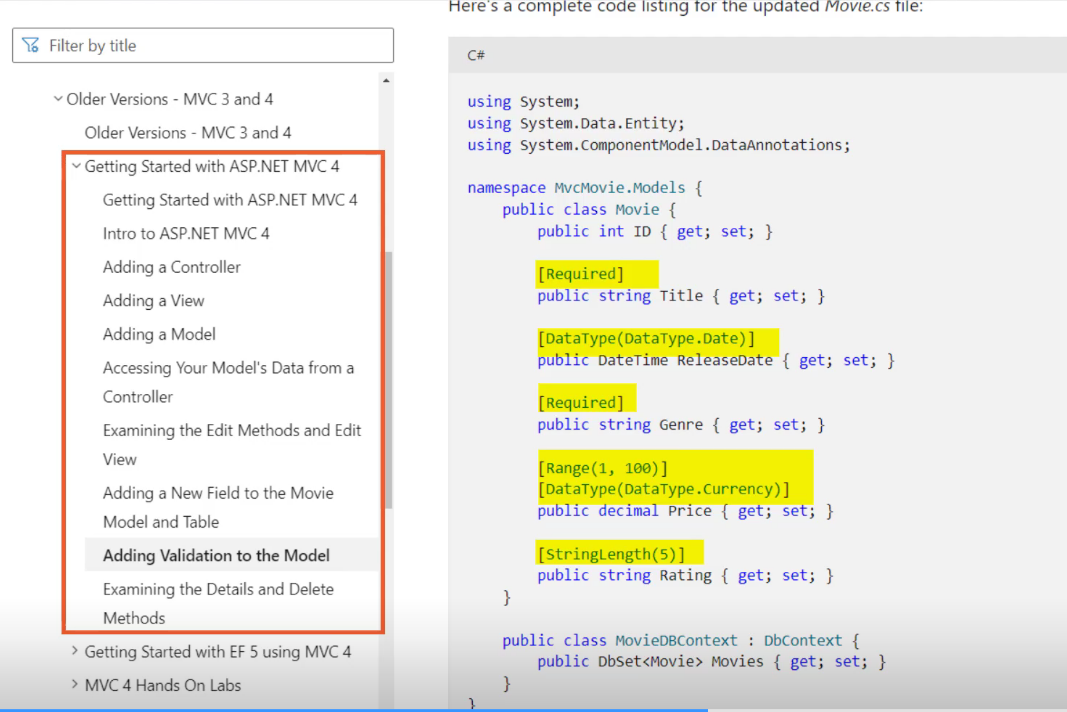 Here's a complete code listing for the updated Movie.cs file:
Filter by title
Older Versions - MVC 3 and 4
Older Versions - MVC 3 and 4
Getting Started with ASP.NET MVC 4
Getting Started with ASP.NET MVC 4
Intro to ASP.NET MVC 4
Adding a Controller
Adding a View
Adding a Model
Accessing Your Model's Data from a
Controller
Examining the Edit Methods and Edit
View
Adding a New Field to the Movie
Model and Table
Adding Validation to the Model
Examining the Details and Delete
Methods
Getting Started with EF 5 using MVC 4
MVC 4 Hands On Labs
C#
using System;
using System.Data.Entity;
using System.ComponentModel.DataAnnotations;
namespace MvcMovie.Models {
public class Movie {
public int ID { get; set; }
[Required]
public string Title { get; set; }
[DataType(DataType.Date)]
public DateTime ReleaseDate { get; set; }
[Required]
public string Genre { get; set; }
[Range(1, 100)]
[DataType(DataType.Currency)]
public decimal Price { get; set; }
[StringLength(5)]
public string Rating { get; set; }
}
public class MovieDBContext : DbContext {
public DbSet<Movie> Movies { get; set; }
}
}